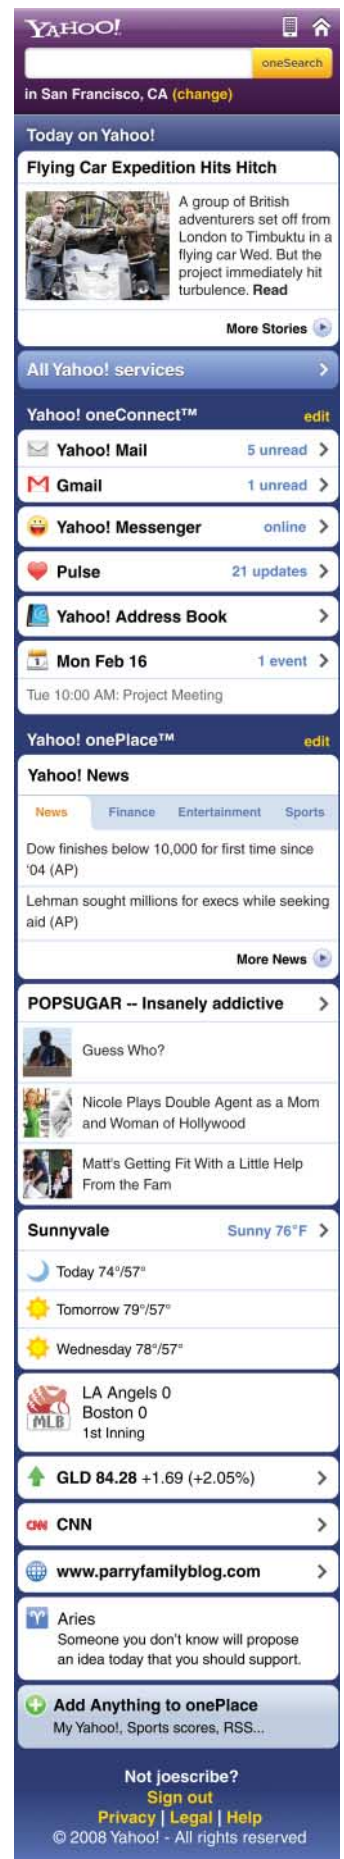 YAHOO!
oneSearch
in San Francisco, CA (change)
Today on Yahoo!
Flying Car Expedition Hits Hitch
A group of British
adventurers set off from
London to Timbuktu in a
flying car Wed. But the
project immediately hit
turbulence. Read
More Stories
All Yahoo! services
Yahoo! oneConnect™ edit
Yahoo! Mail 5 unread
Gmail 1 unread
Yahoo! Messenger online
Pulse 21 updates
Yahoo! Address Book
1 Mon Feb 16 1 event
Tue 10:00 AM: Project Meeting
Yahoo! onePlace™ edit
Yahoo! News
News Finance Entertainment Sports
Dow finishes below 10,000 for first time since
'04 (AP)
Lehman sought millions for execs while seeking
aid (AP)
More News
POPSUGAR -- Insanely addictive
Guess Who?
Nicole Plays Double Agent as a Mom
and Woman of Hollywood
Matt's Getting Fit With a Little Help
From the Fam
Sunnyvale Sunny 76°F
Today 74°/57°
Tomorrow 79°/57°
Wednesday 78°/57°
LA Angels 0
Boston 0
MLB 1st Inning
GLD 84.28 +1.69 (+2.05%)
CNN CNN
www.parryfamilyblog.com
Aries
Someone you don't know will propose
an idea today that you should support.
Add Anything to onePlace
My Yahoo!, Sports scores, RSS...
Not joescribe?
Sign out
Privacy | Legal | Help
© 2008 Yahoo! - All rights reserved